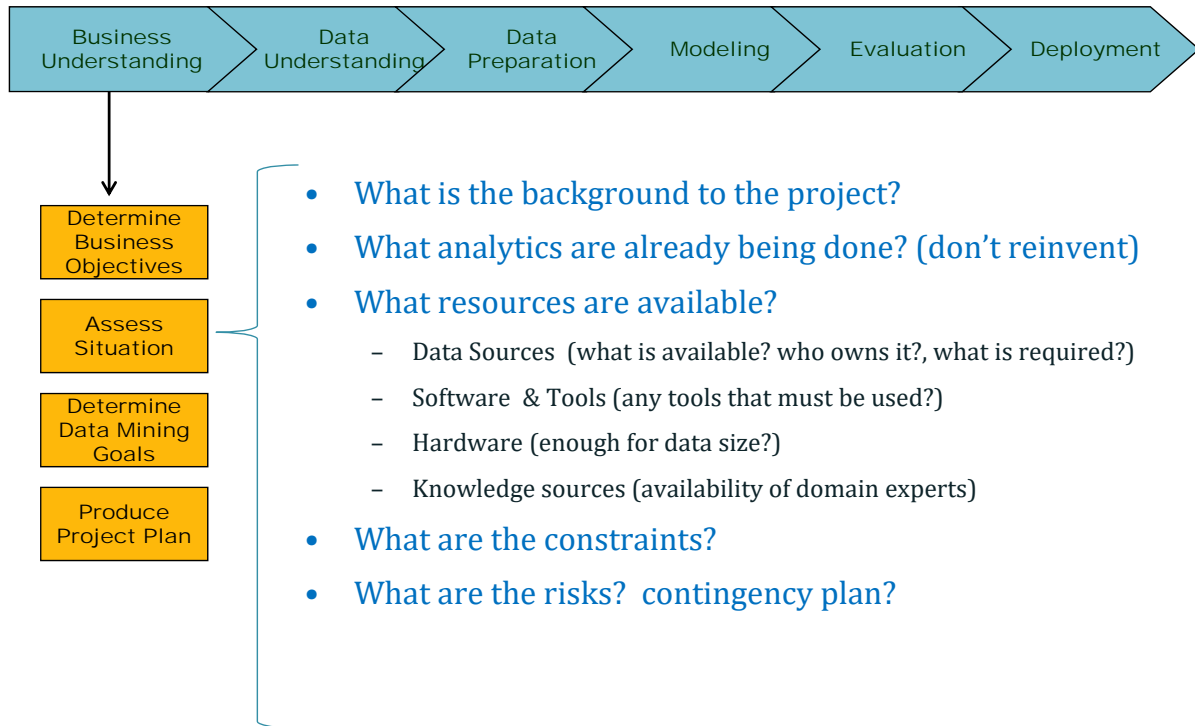 Business
Understanding
Data
Understanding
Data
Preparation
Modeling
Evaluation
Deployment
Determine
Business
Objectives
Assess
Situation
Determine
Data Mining
Goals
Produce
Project Plan
• What is the background to the project?
• What analytics are already being done? (don’t reinvent)
• What resources are available?
– Data Sources (what is available? who owns it?, what is required?)
– Software & Tools (any tools that must be used?)
– Hardware (enough for data size?)
– Knowledge sources (availability of domain experts)
• What are the constraints?
• What are the risks? contingency plan?